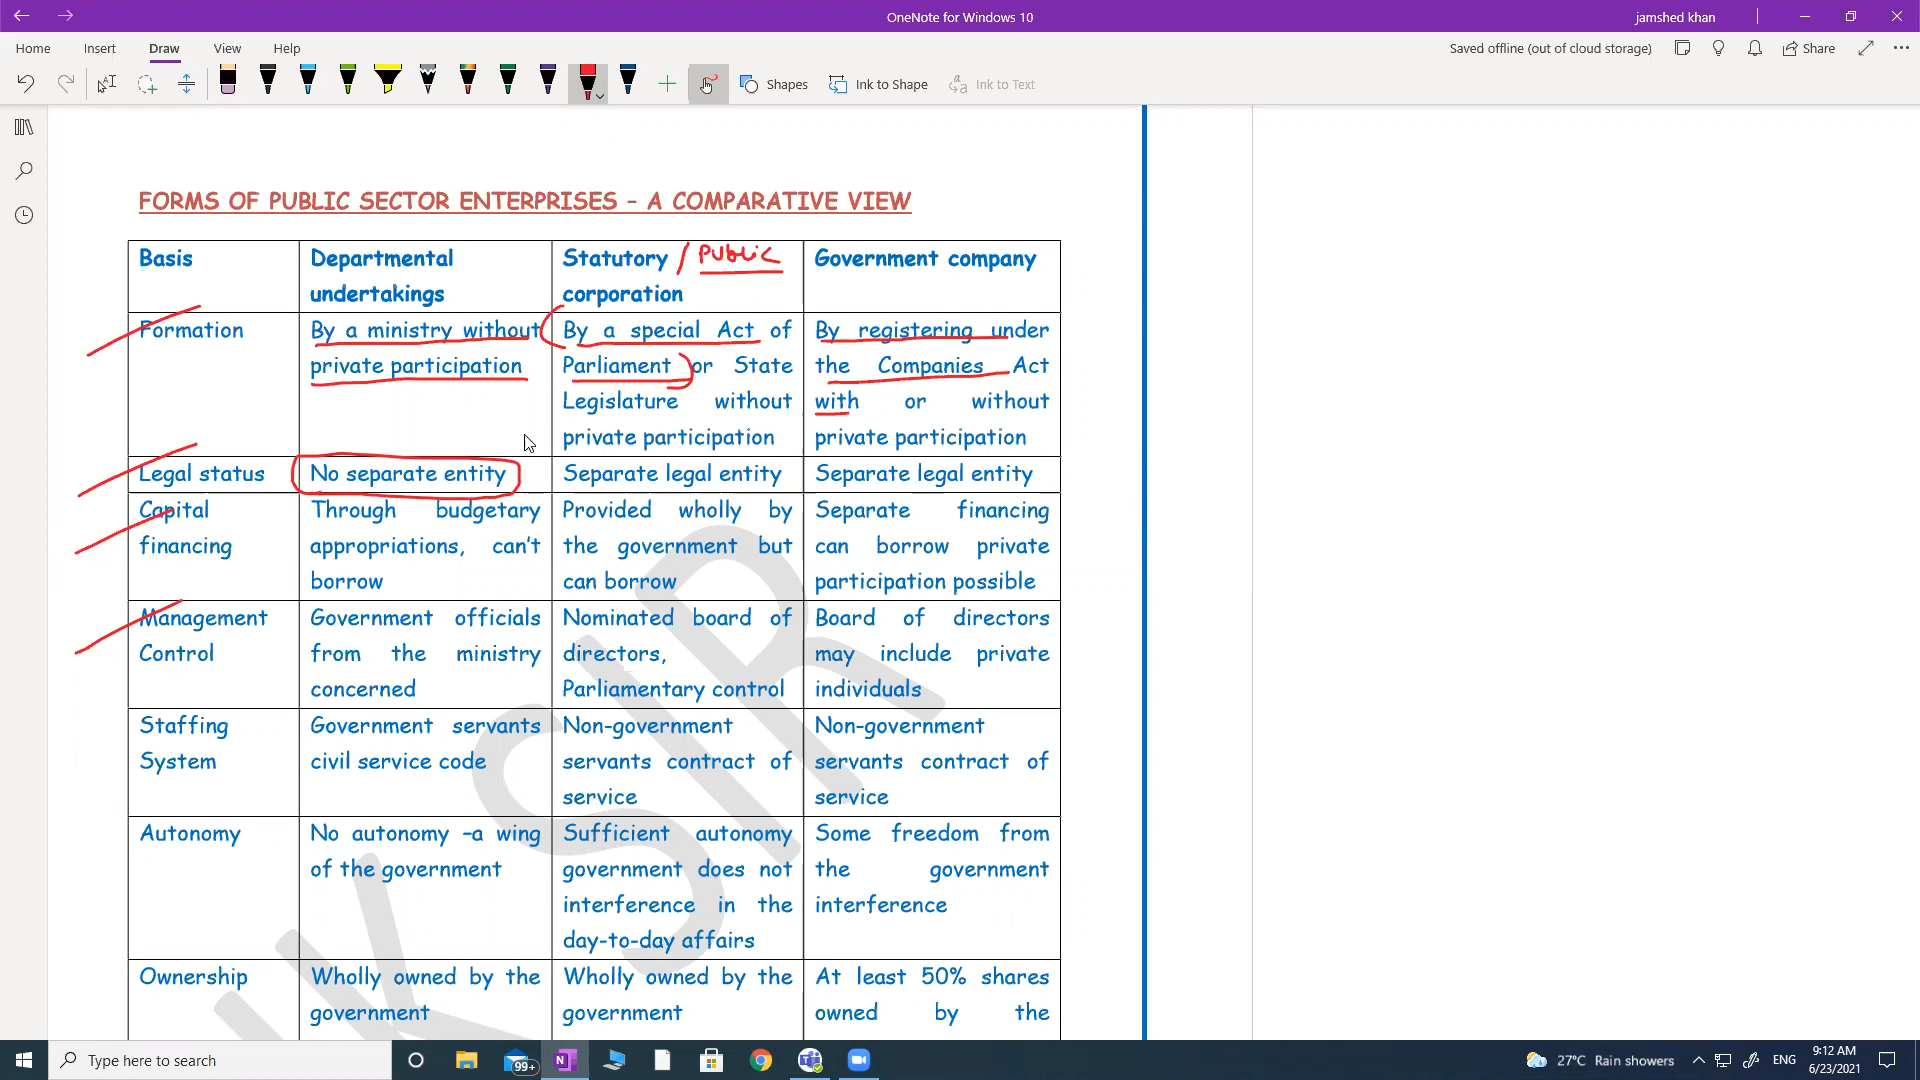 OneNote for Windows 10
jamshed khan
Home Insert Draw View Help
Saved offline (out of cloud storage)
Share
Shapes
Ink to Shape
Ink to Text
FORMS OF PUBLIC SECTOR ENTERPRISES - A COMPARATIVE VIEW
Basis
Departmental
undertakings
Statutory / Public
corporation
Government company
Formation
By a ministry without
private participation
By a special Act of
Parliament or State
Legislature without
private participation
By registering under
the Companies Act
with or without
private participation
Legal status
No separate entity
Separate legal entity
Separate legal entity
Capital
financing
Through budgetary
appropriations, can't
borrow
Provided wholly by
the government but
can borrow
Separate financing
can borrow private
participation possible
Management
Control
Government officials
from the ministry
concerned
Nominated board of
directors,
Parliamentary control
Board of directors
may include private
individuals
Staffing
System
Government servants
civil service code
Non-government
servants contract of
service
Non-government
servants contract of
service
Autonomy
No autonomy –a wing
of the government
Sufficient autonomy
government does not
interference in the
day-to-day affairs
Some freedom from
the government
interference
Ownership
Wholly owned by the
government
Wholly owned by the
government
At least 50% shares
owned by the
K SIR
Type here to search
99+
27°C Rain showers
ENG
9:12 AM
6/23/2021